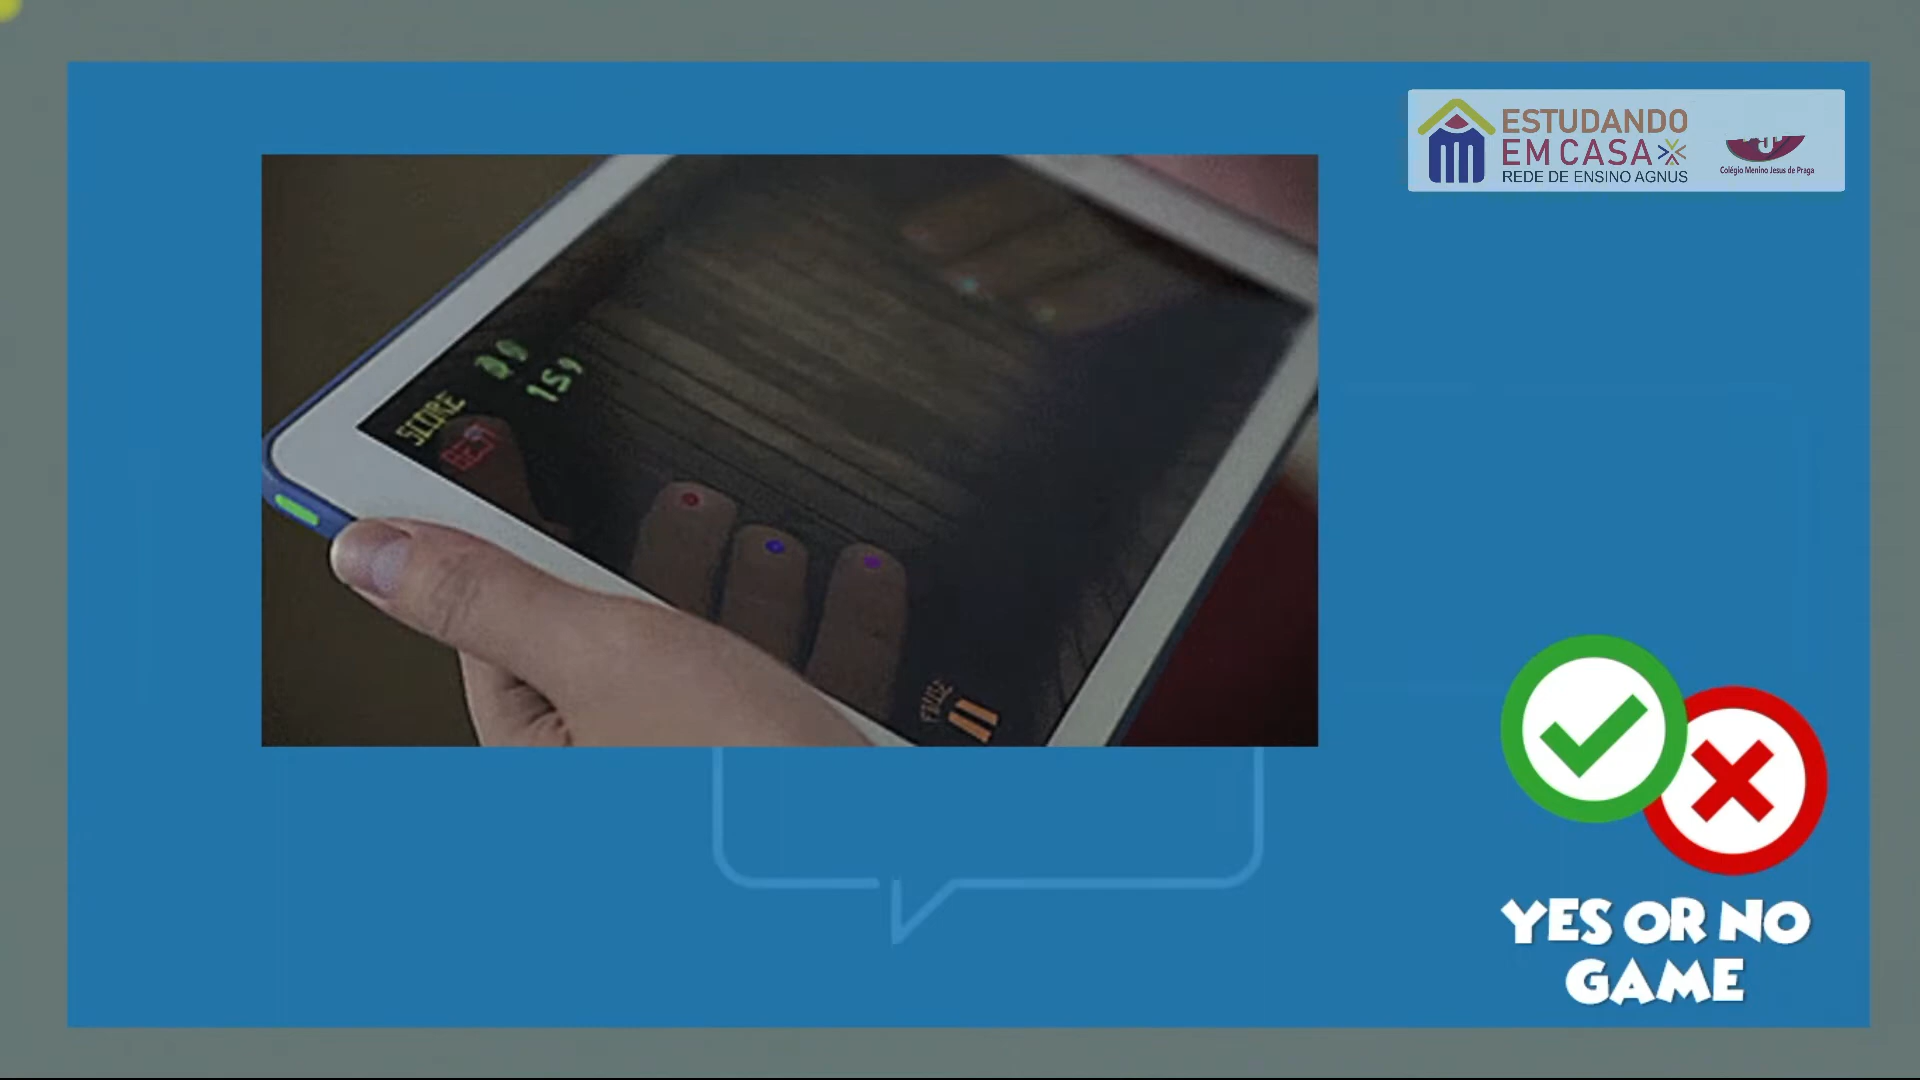 ESTUDANDO
EM CASA
REDE DE ENSINO AGNUS
Colégio Menino Jesus de Praga
SCORE
BEST
159
PAUSE
YES OR NO
GAME